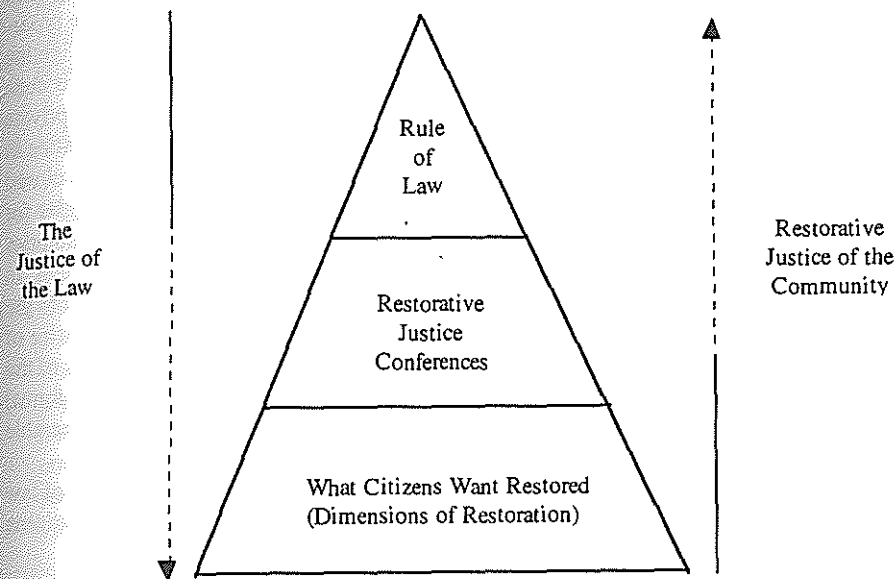 Rule
of
Law
The
Justice of
the Law
Restorative
Justice of the
Community
Restorative
Justice
Conferences
What Citizens Want Restored
(Dimensions of Restoration)